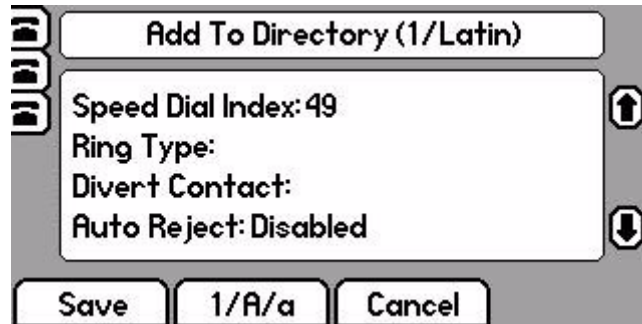 Add To Directory (1/Latin)
Speed Dial Index: 49
Ring Type:
Divert Contact:
Auto Reject: Disabled
Save 1/A/a Cancel